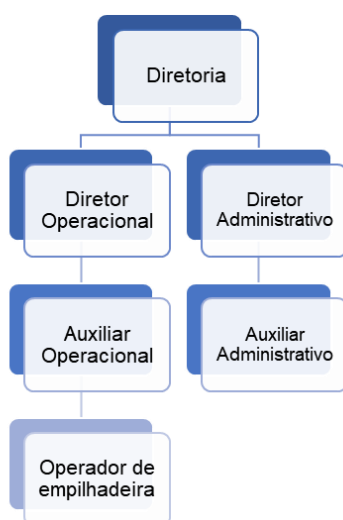 Diretoria
Diretor
Operacional
Diretor
Administrativo
Auxiliar
Operacional
Auxiliar
Administrativo
Operador de
empilhadeira